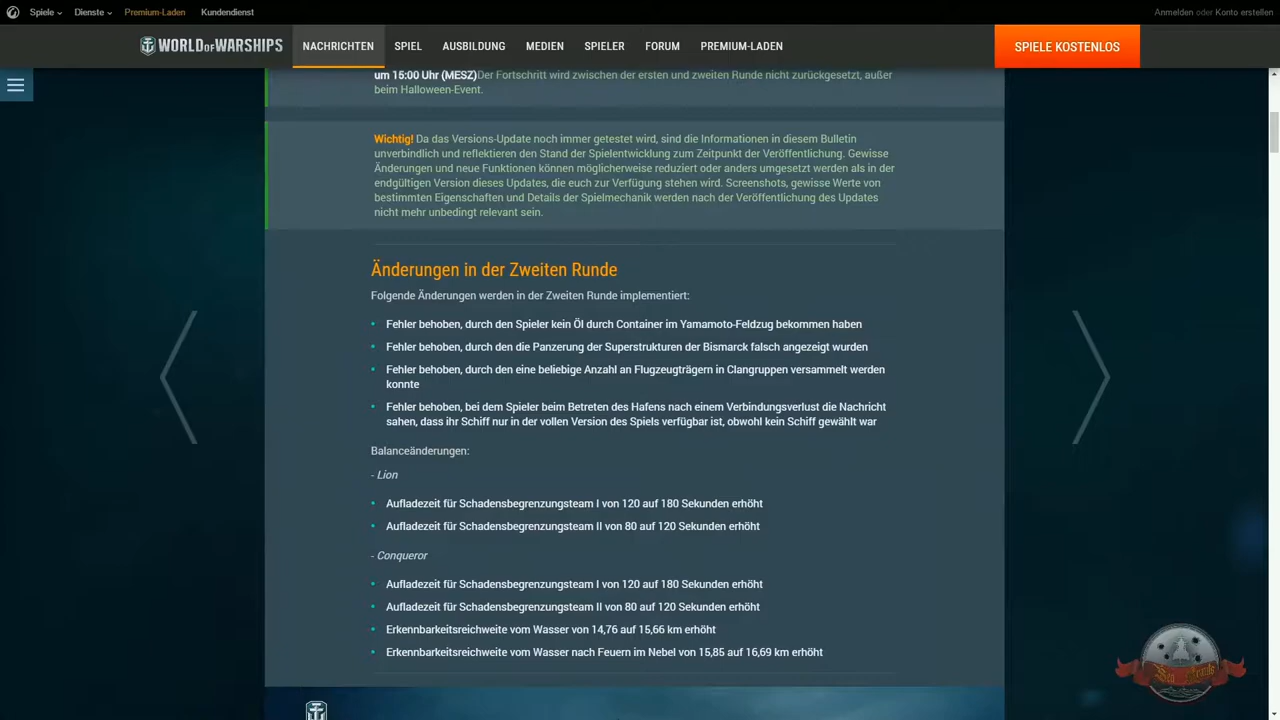 Spiele
Dienste
Premium-Laden
Kundendienst
Anmelden oder Konto erstellen
WORLD OF WARSHIPS
NACHRICHTEN
SPIEL
AUSBILDUNG
MEDIEN
SPIELER
FORUM
PREMIUM-LADEN
SPIELE KOSTENLOS
um 15:00 Uhr (MESZ)Der Fortschritt wird zwischen der ersten und zweiten Runde nicht zurückgesetzt, außer
beim Halloween-Event.
Wichtig! Da das Versions-Update noch immer getestet wird, sind die Informationen in diesem Bulletin
unverbindlich und reflektieren den Stand der Spielentwicklung zum Zeitpunkt der Veröffentlichung. Gewisse
Änderungen und neue Funktionen können möglicherweise reduziert oder anders umgesetzt werden als in der
endgültigen Version dieses Updates, die euch zur Verfügung stehen wird. Screenshots, gewisse Werte von
bestimmten Eigenschaften und Details der Spielmechanik werden nach der Veröffentlichung des Updates
nicht mehr unbedingt relevant sein.
Änderungen in der Zweiten Runde
Folgende Änderungen werden in der Zweiten Runde implementiert:
• Fehler behoben, durch den Spieler kein Öl durch Container im Yamamoto-Feldzug bekommen haben
• Fehler behoben, durch den die Panzerung der Superstrukturen der Bismarck falsch angezeigt wurden
• Fehler behoben, durch den eine beliebige Anzahl an Flugzeugträgern in Clangruppen versammelt werden
konnte
• Fehler behoben, bei dem Spieler beim Betreten des Hafens nach einem Verbindungsverlust die Nachricht
sahen, dass ihr Schiff nur in der vollen Version des Spiels verfügbar ist, obwohl kein Schiff gewählt war
Balanceänderungen:
- Lion
• Aufladezeit für Schadensbegrenzungsteam I von 120 auf 180 Sekunden erhöht
• Aufladezeit für Schadensbegrenzungsteam II von 80 auf 120 Sekunden erhöht
- Conqueror
• Aufladezeit für Schadensbegrenzungsteam I von 120 auf 180 Sekunden erhöht
• Aufladezeit für Schadensbegrenzungsteam II von 80 auf 120 Sekunden erhöht
• Erkennbarkeitsreichweite vom Wasser von 14,76 auf 15,66 km erhöht
• Erkennbarkeitsreichweite vom Wasser nach Feuern im Nebel von 15,85 auf 16,69 km erhöht